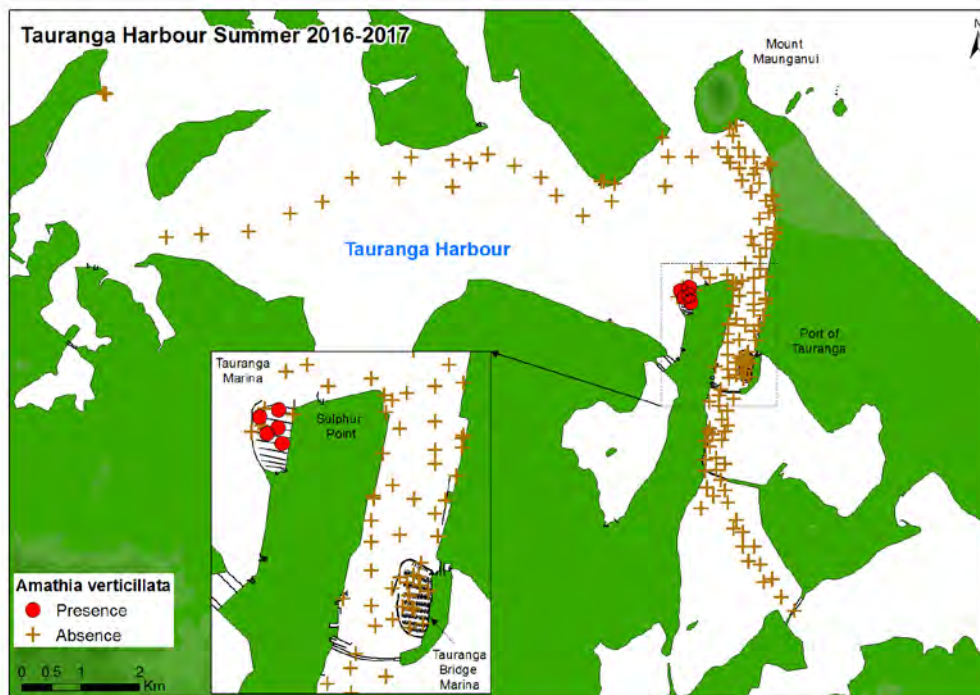 Tauranga Harbour Summer 2016-2017
N
Mount
Maunganui
Tauranga Harbour
Port of
Tauranga
Tauranga
Marina
Sulphur
Point
Tauranga
Bridge
Marina
Amathia verticillata
Presence
Absence
0 0.5 1 2
Km